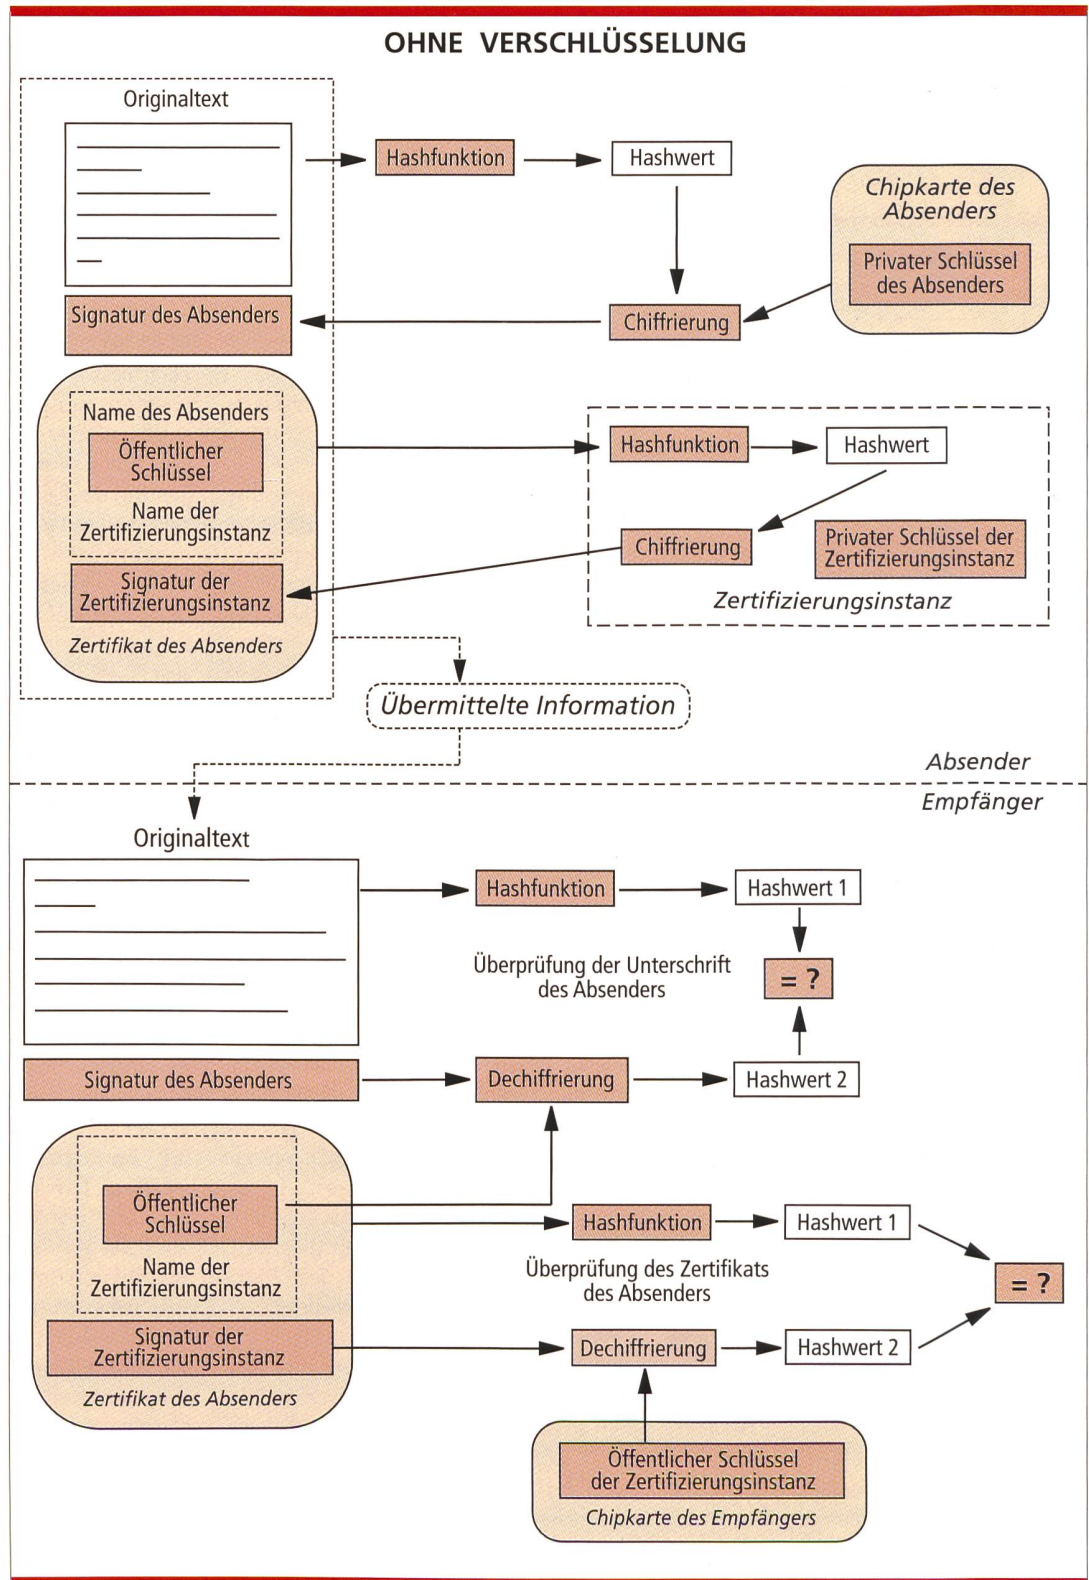 OHNE VERSCHLÜSSELUNG
Originaltext
Hashfunktion
Hashwert
Chipkarte des
Absenders
Privater Schlüssel
des Absenders
Signatur des Absenders
Chiffrierung
Name des Absenders
Öffentlicher
Schlüssel
Name der
Zertifizierungsinstanz
Signatur der
Zertifizierungsinstanz
Zertifikat des Absenders
Hashfunktion
Hashwert
Chiffrierung
Privater Schlüssel der
Zertifizierungsinstanz
Zertifizierungsinstanz
Übermittelte Information
Absender
Empfänger
Originaltext
Hashfunktion
Hashwert 1
Überprüfung der Unterschrift
des Absenders
= ?
Signatur des Absenders
Dechiffrierung
Hashwert 2
Öffentlicher
Schlüssel
Name der
Zertifizierungsinstanz
Signatur der
Zertifizierungsinstanz
Zertifikat des Absenders
Hashfunktion
Hashwert 1
Überprüfung des Zertifikats
des Absenders
= ?
Dechiffrierung
Hashwert 2
Öffentlicher Schlüssel
der Zertifizierungsinstanz
Chipkarte des Empfängers